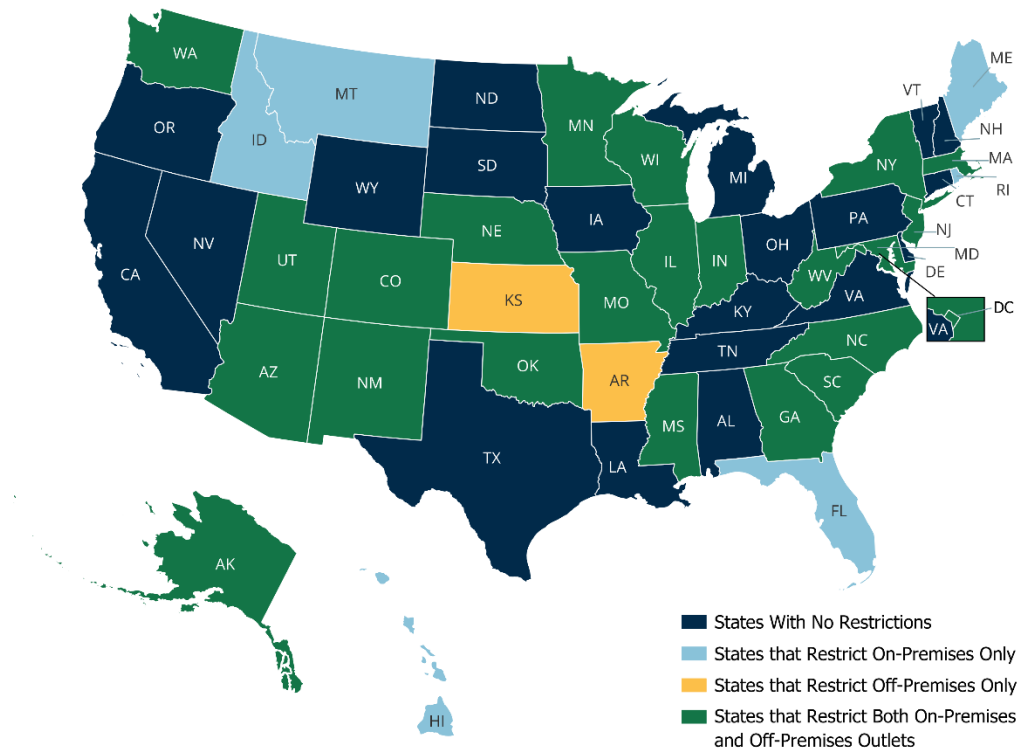 WA
OR
CA
NV
ID
MT
WY
UT
AZ
CO
NM
ND
SD
NE
KS
OK
TX
MN
IA
MO
AR
LA
WI
IL
MI
IN
OH
KY
TN
MS
AL
GA
FL
SC
NC
VA
WV
PA
NY
VT
ME
NH
MA
RI
CT
NJ
MD
DE
DC
VA
AK
HI
States With No Restrictions
States that Restrict On-Premises Only
States that Restrict Off-Premises Only
States that Restrict Both On-Premises
and Off-Premises Outlets